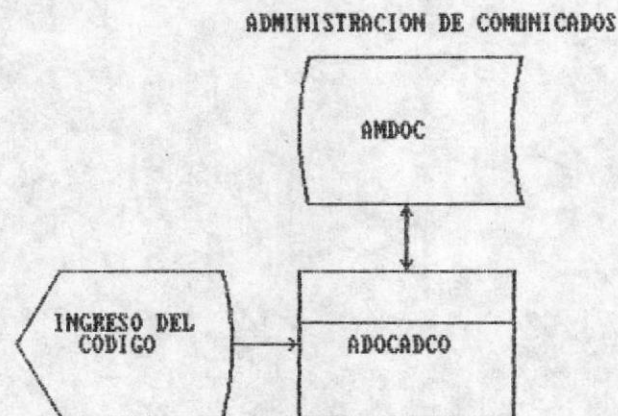 ADMINISTRACION DE COMUNICADOS
AMDOC
INGRESO DEL
CODIGO
ADOCADCO